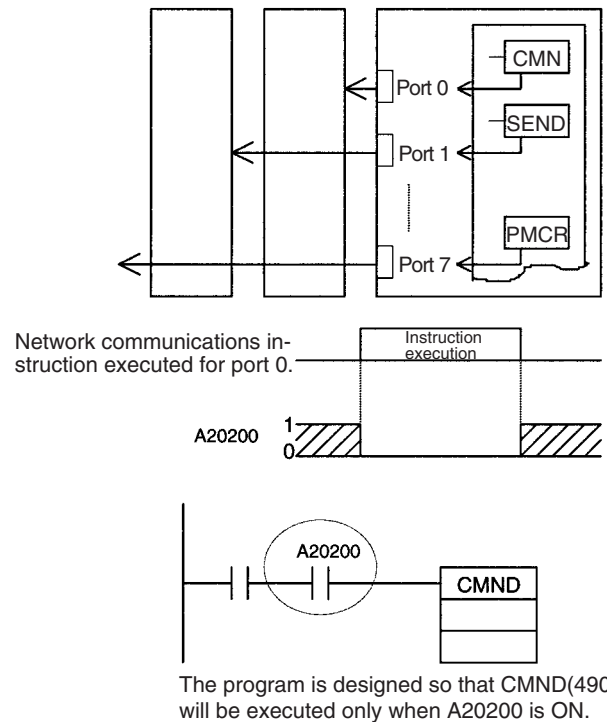 CMN
Port 0
SEND
Port 1
PMCR
Port 7
Network communications in-
struction executed for port 0.
Instruction
execution
A20200
1
0
A20200
CMND
The program is designed so that CMND(490
will be executed only when A20200 is ON.